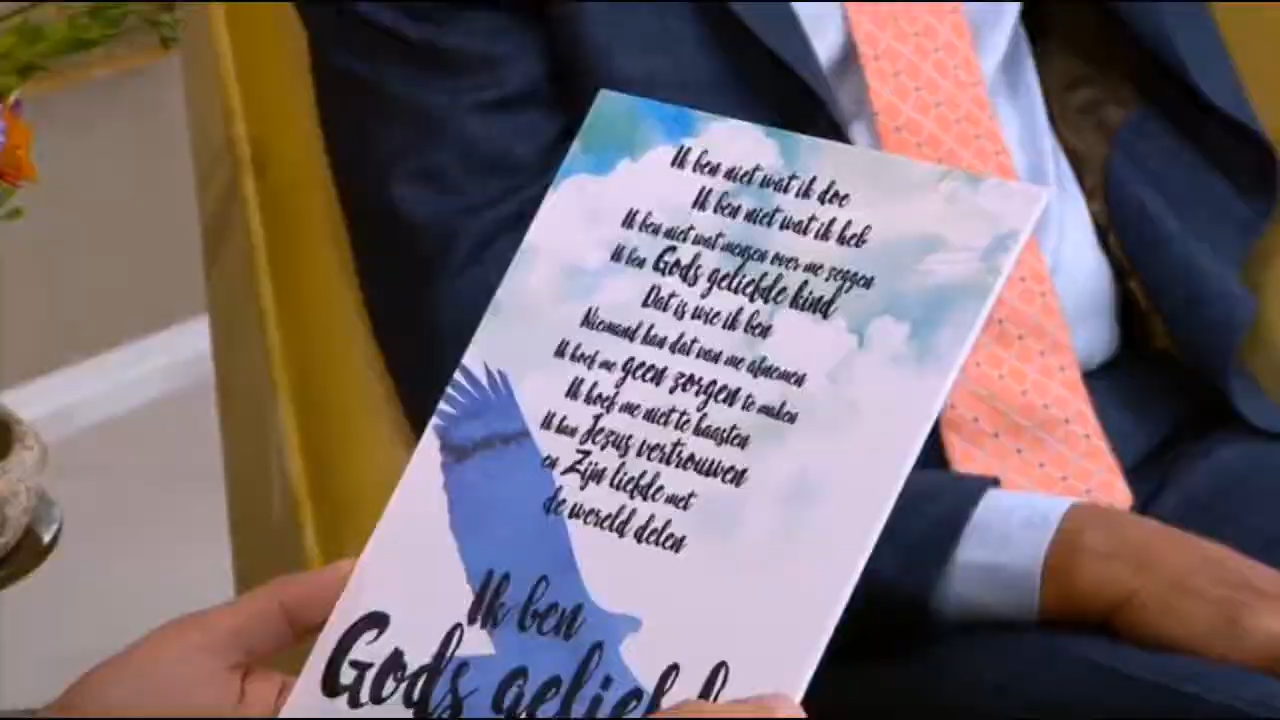 Ik ben niet wat ik doe
Ik ben niet wat ik heb
Ik ben niet wat mensen over me zeggen
Ik ben Gods geliefde kind
Dat is wie ik ben
Niemand kan dat van me afnemen
Ik hoef me geen zorgen te maken
Ik hoef me niet te haasten
Ik kan Jezus vertrouwen
en Zijn liefde met
de wereld delen
Ik ben
Gods